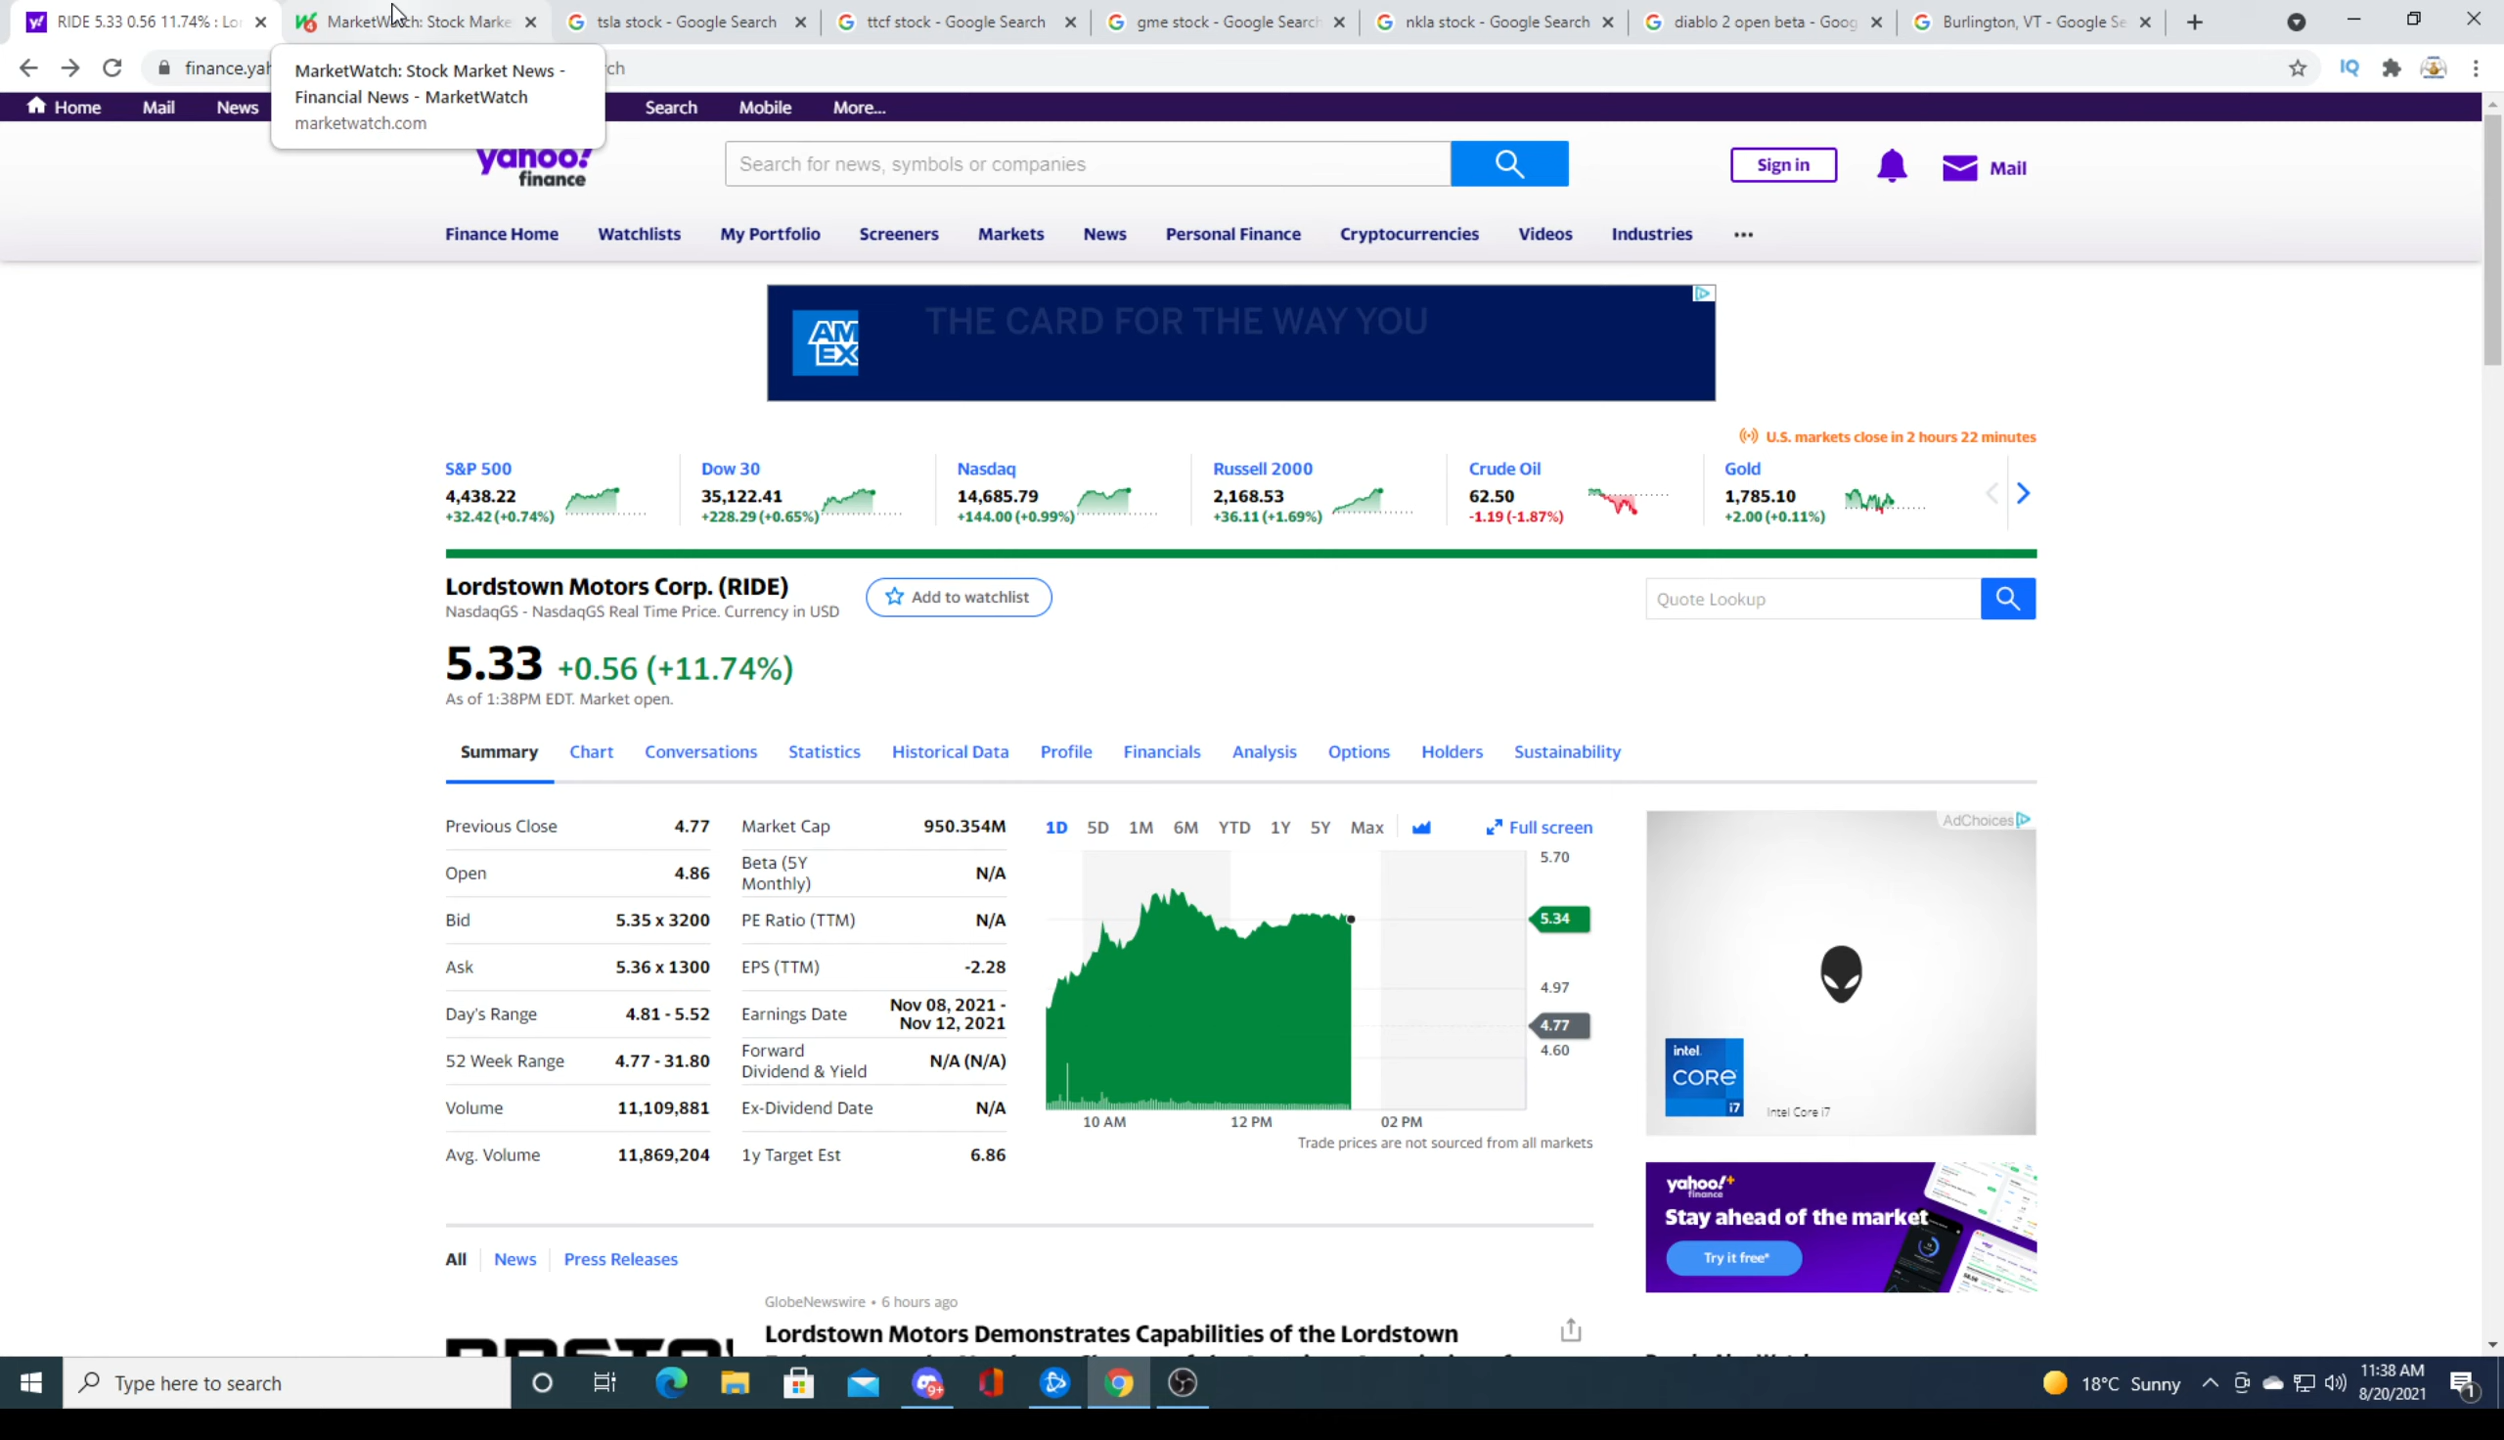 RIDE 5.33 0.56 11.74% : Lo
MarketWatch: Stock Marke
tsla stock - Google Search
ttcf stock - Google Search
gme stock - Google Search
nkla stock - Google Search
diablo 2 open beta - Goog
Burlington, VT - Google Se
finance.yah
ch
IQ
MarketWatch: Stock Market News -
Financial News - MarketWatch
marketwatch.com
Home Mail News Search Mobile More...
yahoo!
finance
Search for news, symbols or companies
Sign in
Mail
Finance Home Watchlists My Portfolio Screeners Markets News Personal Finance Cryptocurrencies Videos Industries ...
AM
EX
THE CARD FOR THE WAY YOU
U.S. markets close in 2 hours 22 minutes
S&P 500
4,438.22
+32.42 (+0.74%)
Dow 30
35,122.41
+228.29 (+0.65%)
Nasdaq
14,685.79
+144.00 (+0.99%)
Russell 2000
2,168.53
+36.11 (+1.69%)
Crude Oil
62.50
-1.19 (-1.87%)
Gold
1,785.10
+2.00 (+0.11%)
Lordstown Motors Corp. (RIDE)
NasdaqGS - NasdaqGS Real Time Price. Currency in USD
Add to watchlist
Quote Lookup
5.33 +0.56 (+11.74%)
As of 1:38PM EDT. Market open.
Summary Chart Conversations Statistics Historical Data Profile Financials Analysis Options Holders Sustainability
Previous Close 4.77
Open 4.86
Bid 5.35 x 3200
Ask 5.36 x 1300
Day's Range 4.81 - 5.52
52 Week Range 4.77 - 31.80
Volume 11,109,881
Avg. Volume 11,869,204
Market Cap 950.354M
Beta (5Y
Monthly) N/A
PE Ratio (TTM) N/A
EPS (TTM) -2.28
Earnings Date Nov 08, 2021 -
Nov 12, 2021
Forward
Dividend & Yield N/A (N/A)
Ex-Dividend Date N/A
1y Target Est 6.86
1D 5D 1M 6M YTD 1Y 5Y Max
Full screen
5.70
5.34
4.97
4.77
4.60
10 AM 12 PM 02 PM
Trade prices are not sourced from all markets
AdChoices
intel
CORE
i7
Intel Core i7
yahoo!+
finance
Stay ahead of the market
Try it free*
All News Press Releases
GlobeNewswire • 6 hours ago
Lordstown Motors Demonstrates Capabilities of the Lordstown
Type here to search
9+
18°C Sunny
11:38 AM
8/20/2021
1